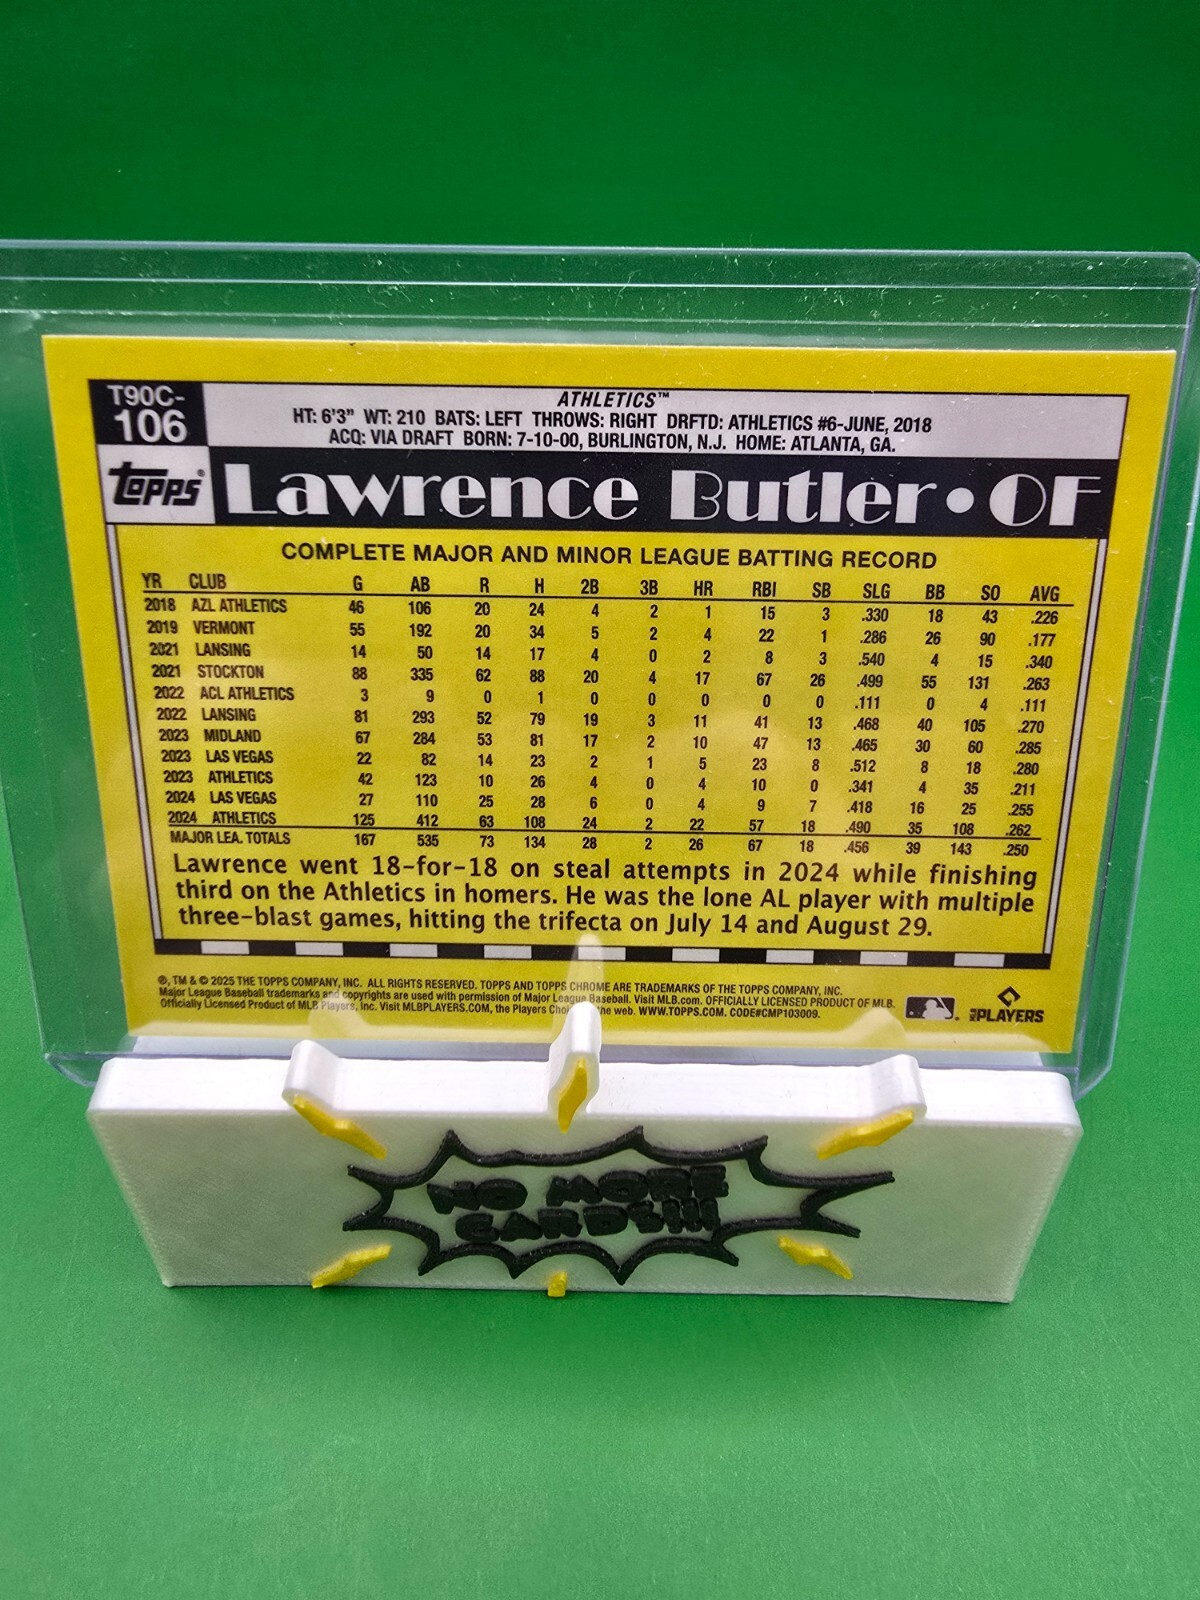 T90C-
106
ATHLETICS™
HT: 6'3" WT: 210 BATS: LEFT THROWS: RIGHT DRFTD: ATHLETICS #6-JUNE, 2018
ACQ: VIA DRAFT BORN: 7-10-00, BURLINGTON, N.J. HOME: ATLANTA, GA.
topps®
Lawrence Butler • OF
COMPLETE MAJOR AND MINOR LEAGUE BATTING RECORD
YR CLUB G AB R H 2B 3B HR RBI SB SLG BB SO AVG
2018 AZL ATHLETICS 46 106 20 24 4 2 1 15 3 .330 18 43 .226
2019 VERMONT 55 192 20 34 5 2 4 22 1 .286 26 90 .177
2021 LANSING 14 50 14 17 4 0 2 8 3 .540 4 15 .340
2021 STOCKTON 88 335 62 88 20 4 17 67 26 .499 55 131 .263
2022 ACL ATHLETICS 3 9 0 1 0 0 0 0 0 .111 0 4 .111
2022 LANSING 81 293 52 79 19 3 11 41 13 .468 40 105 .270
2023 MIDLAND 67 284 53 81 17 2 10 47 13 .465 30 60 .285
2023 LAS VEGAS 22 82 14 23 2 1 5 23 8 .512 8 18 .280
2023 ATHLETICS 42 123 10 26 4 0 4 10 0 .341 4 35 .211
2024 LAS VEGAS 27 110 25 28 6 0 4 9 7 .418 16 25 .255
2024 ATHLETICS 125 412 63 108 24 2 22 57 18 .490 35 108 .262
MAJOR LEA. TOTALS 167 535 73 134 28 2 26 67 18 .456 39 143 .250
Lawrence went 18-for-18 on steal attempts in 2024 while finishing
third on the Athletics in homers. He was the lone AL player with multiple
three-blast games, hitting the trifecta on July 14 and August 29.
®, TM & © 2025 THE TOPPS COMPANY, INC. ALL RIGHTS RESERVED. TOPPS AND TOPPS CHROME ARE TRADEMARKS OF THE TOPPS COMPANY, INC.
Major League Baseball trademarks and copyrights are used with permission of Major League Baseball. Visit MLB.com. OFFICIALLY LICENSED PRODUCT OF MLB.
Officially Licensed Product of MLB Players, Inc. Visit MLBPLAYERS.COM, the Players Choi the web. WWW.TOPPS.COM. CODE#CMP103009.
MLB PLAYERS
NO MORE
CARDS!!!